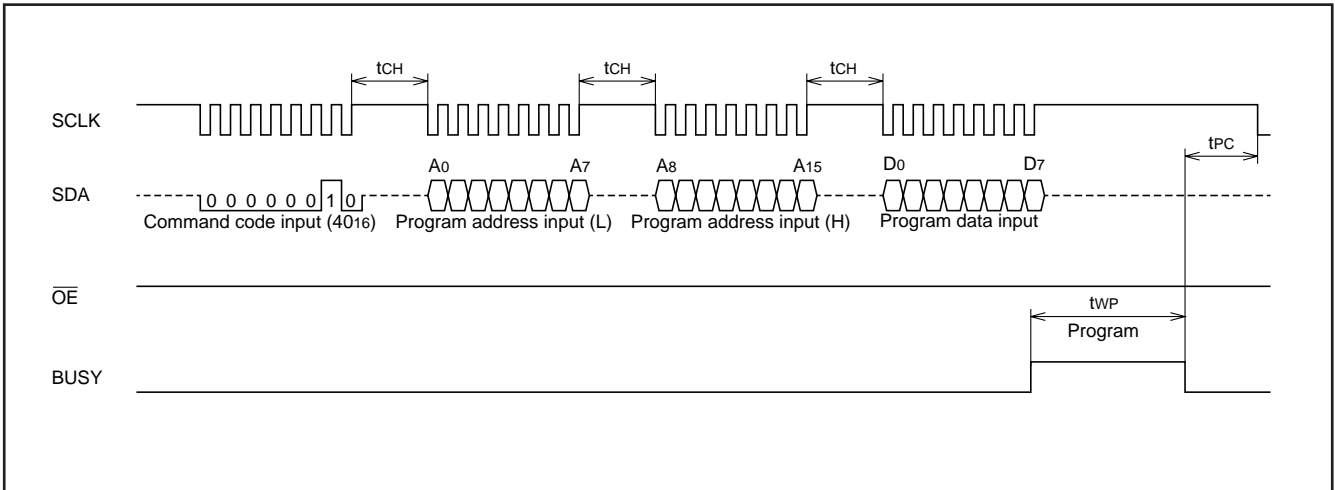 tCH tCH tCH
SCLK
tPC
A0 A7 A8 A15 D0 D7
SDA
0 0 0 0 0 0 1 0
Command code input (4016) Program address input (L) Program address input (H) Program data input
OE
tWP
Program
BUSY